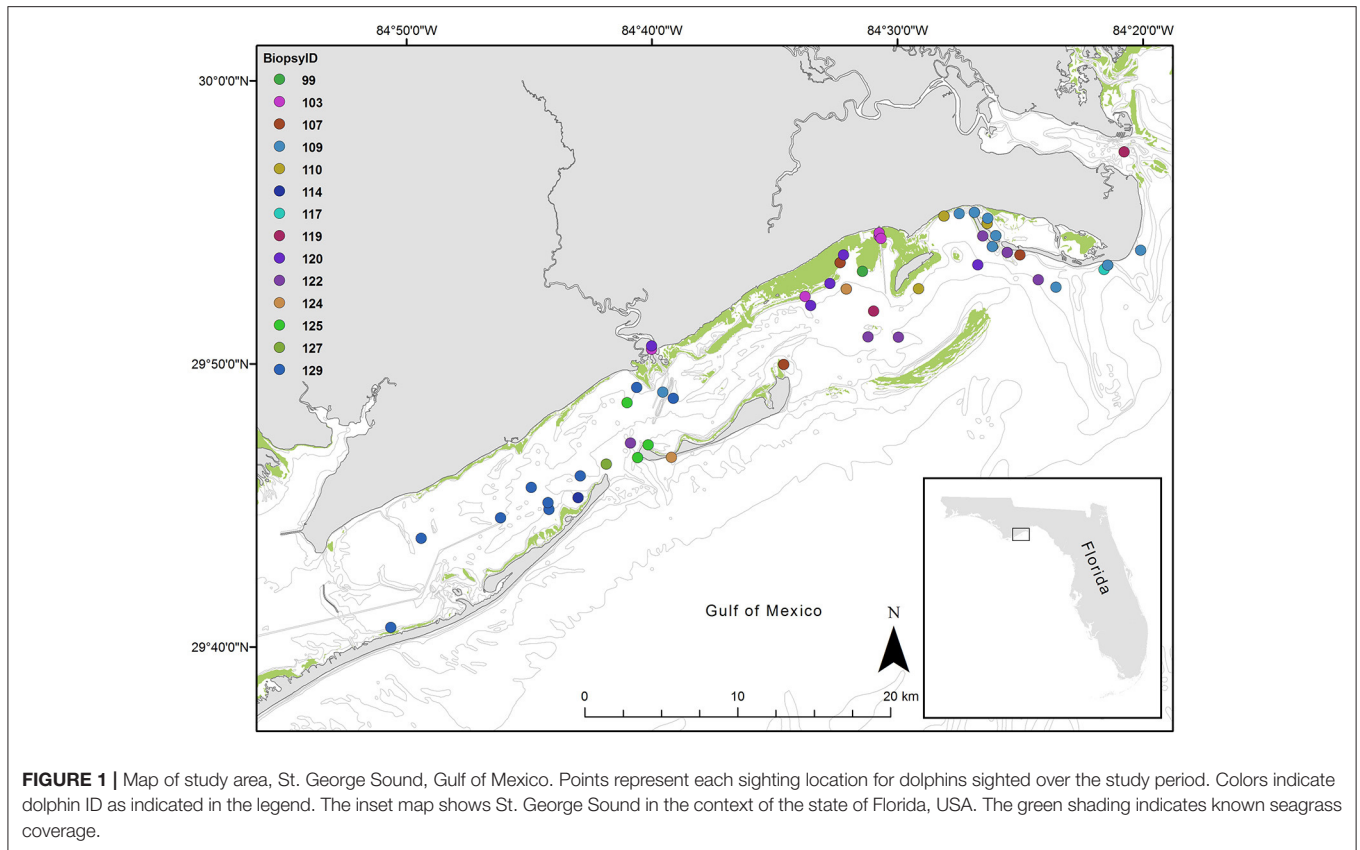 84°50'0"W 84°40'0"W 84°30'0"W 84°20'0"W
BiopsyID
99
103
107
109
110
114
117
119
120
122
124
125
127
129
30°0'0"N
29°50'0"N
29°40'0"N
Gulf of Mexico
N
0 10 20 km
Florida
FIGURE 1 | Map of study area, St. George Sound, Gulf of Mexico. Points represent each sighting location for dolphins sighted over the study period. Colors indicate
dolphin ID as indicated in the legend. The inset map shows St. George Sound in the context of the state of Florida, USA. The green shading indicates known seagrass
coverage.